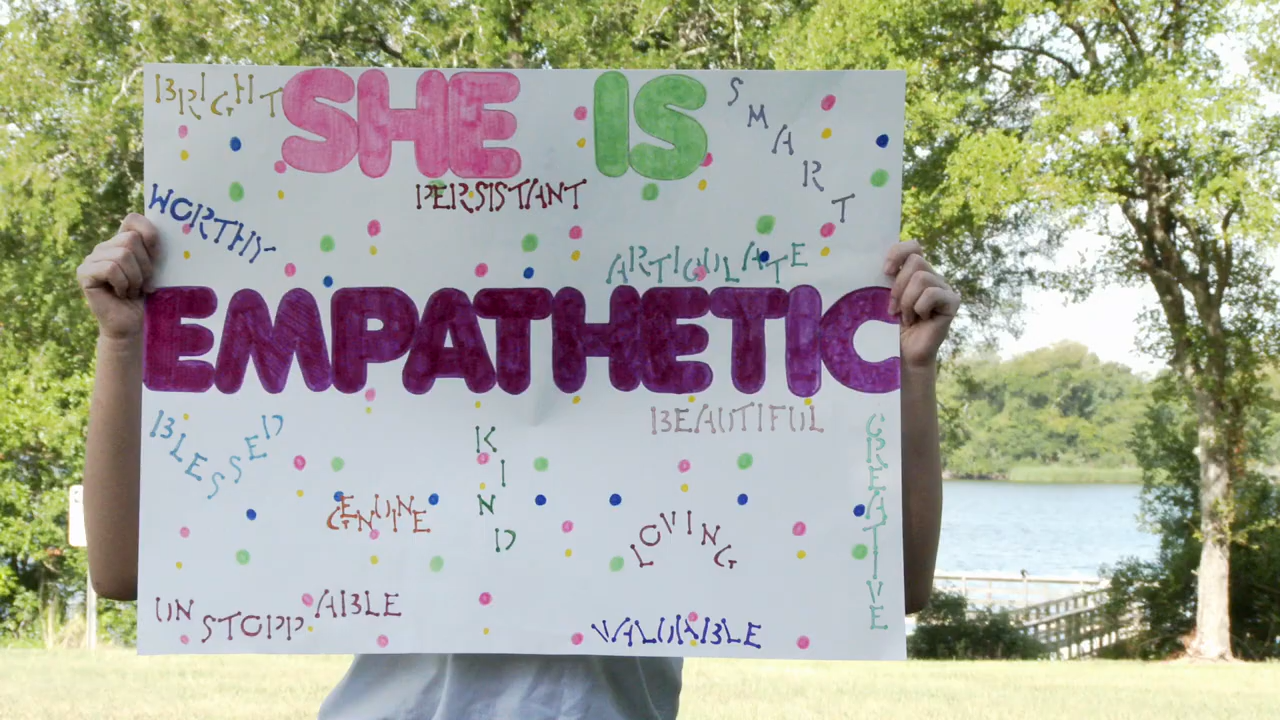 BRIGHT
SHE IS
SMART
WORTHY
PERSISTANT
ARTICULATE
EMPATHETIC
BLESSED
KIND
BEAUTIFUL
CREATIVE
GENUINE
LOVING
UNSTOPPABLE
VALUABLE